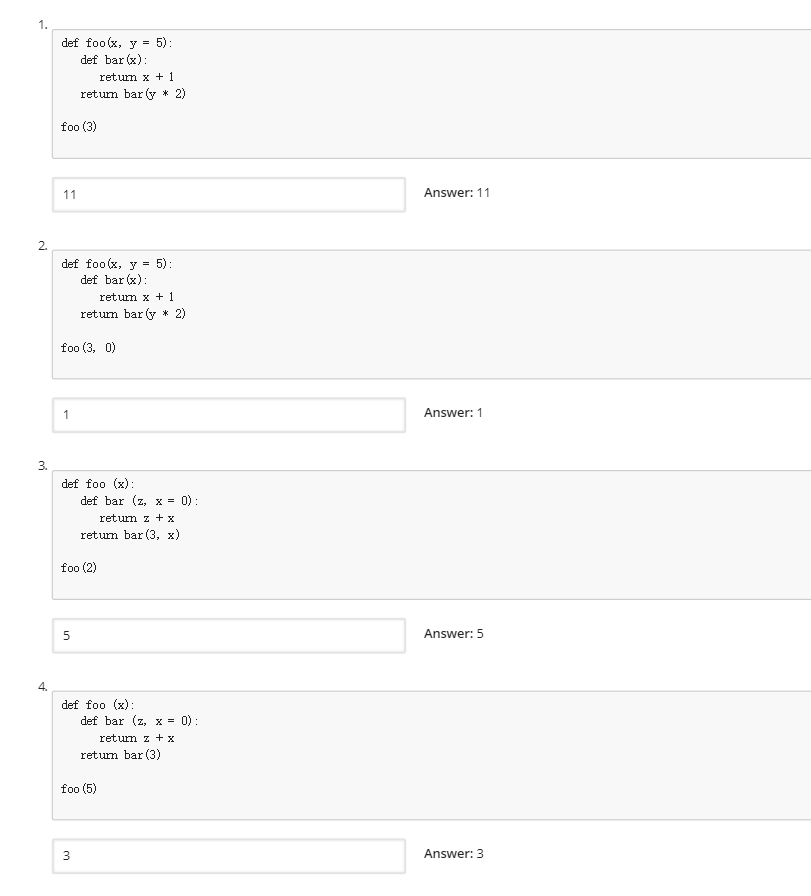 1.
def foo(x, y = 5):
   def bar(x):
      return x + 1
   return bar(y * 2)
foo(3)
11 Answer: 11
2.
def foo(x, y = 5):
   def bar(x):
      return x + 1
   return bar(y * 2)
foo(3, 0)
1 Answer: 1
3.
def foo (x):
   def bar (z, x = 0):
      return z + x
   return bar(3, x)
foo(2)
5 Answer: 5
4.
def foo (x):
   def bar (z, x = 0):
      return z + x
   return bar(3)
foo(5)
3 Answer: 3